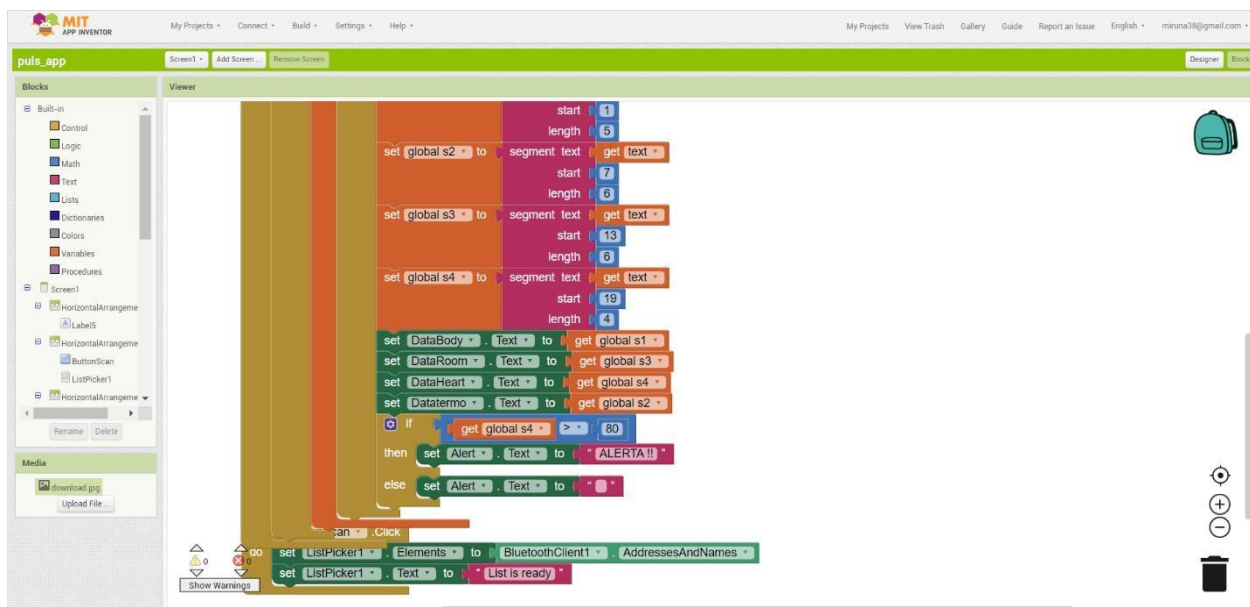 MIT
APP INVENTOR
My Projects
Connect
Build
Settings
Help
My Projects
View Trash
Gallery
Guide
Report an Issue
English
miruna38@gmail.com
puls_app
Screen1
Add Screen ...
Remove Screen
Designer
Block
Blocks
Viewer
Built-in
Control
Logic
Math
Text
Lists
Dictionaries
Colors
Variables
Procedures
Screen1
HorizontalArrangeme
Label5
HorizontalArrangeme
ButtonScan
ListPicker1
HorizontalArrangeme
Rename Delete
Media
download.jpg
Upload File ...
start 1
length 5
set global s2 to segment text get text
start 7
length 6
set global s3 to segment text get text
start 13
length 6
set global s4 to segment text get text
start 19
length 4
set DataBody . Text to get global s1
set DataRoom . Text to get global s3
set DataHeart . Text to get global s4
set Datatermo . Text to get global s2
if get global s4 > 80
then set Alert . Text to " ALERTA !! "
else set Alert . Text to " "
can .Click
do set ListPicker1 . Elements to BluetoothClient1 . AddressesAndNames
set ListPicker1 . Text to " List is ready "
0 0
Show Warnings